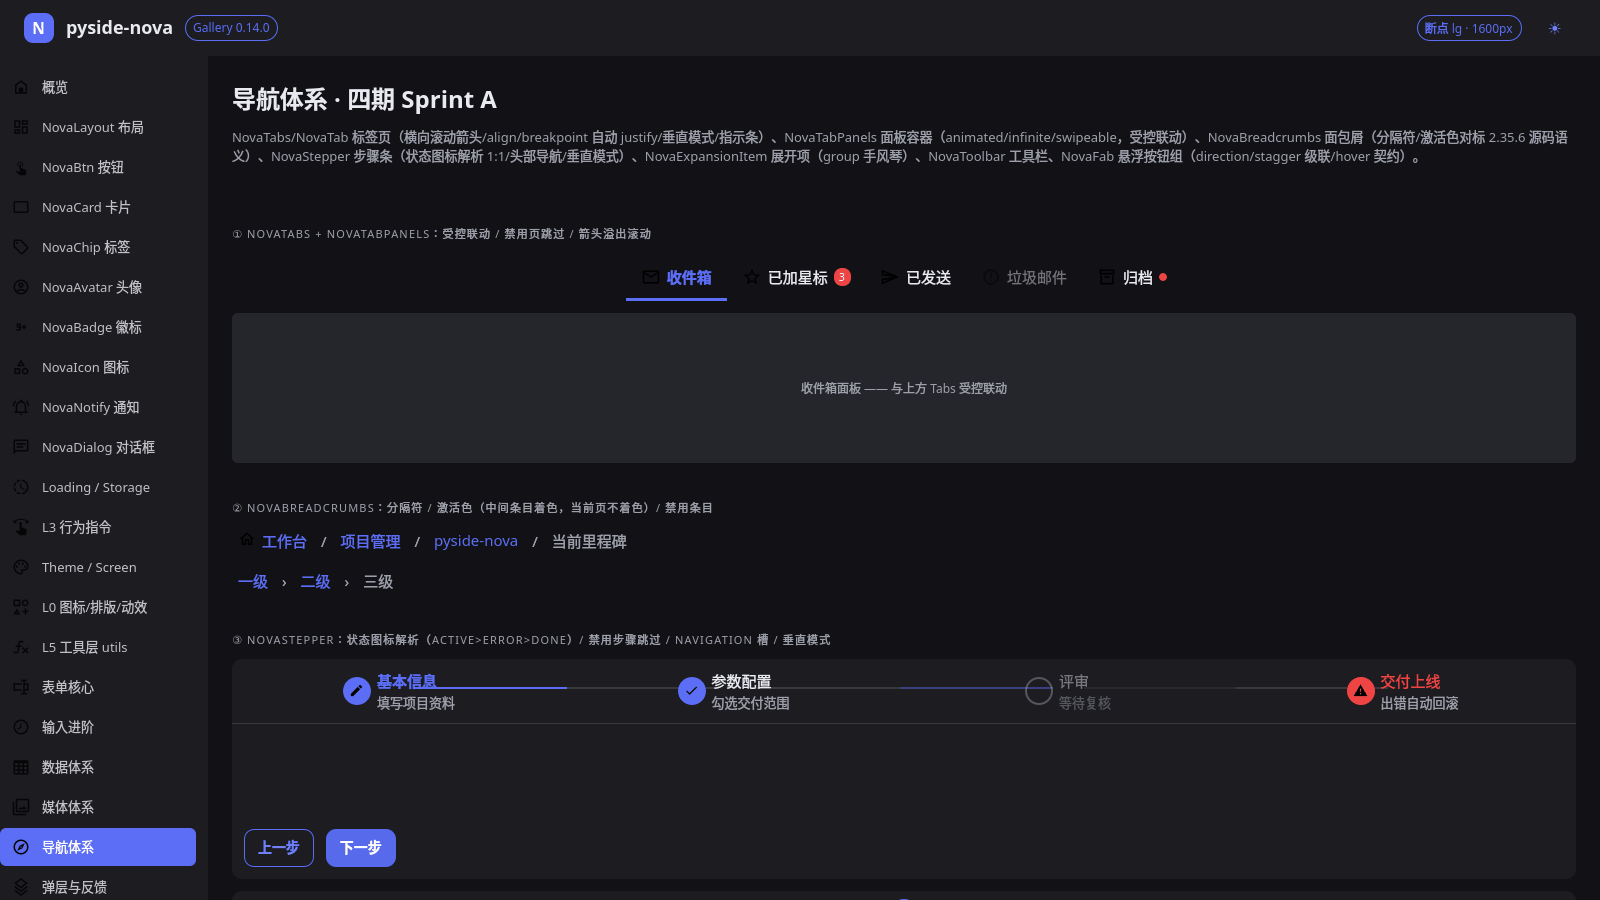 N pyside-nova Gallery 0.14.0 断点 lg · 1600px
概览
NovaLayout 布局
NovaBtn 按钮
NovaCard 卡片
NovaChip 标签
NovaAvatar 头像
9+ NovaBadge 徽标
NovaIcon 图标
NovaNotify 通知
NovaDialog 对话框
Loading / Storage
L3 行为指令
Theme / Screen
L0 图标/排版/动效
L5 工具层 utils
表单核心
输入进阶
数据体系
媒体体系
导航体系
弹层与反馈
导航体系 · 四期 Sprint A
NovaTabs/NovaTab 标签页（横向滚动箭头/align/breakpoint 自动 justify/垂直模式/指示条）、NovaTabPanels 面板容器（animated/infinite/swipeable，受控联动）、NovaBreadcrumbs 面包屑（分隔符/激活色对标 2.35.6 源码语
义）、NovaStepper 步骤条（状态图标解析 1:1/头部导航/垂直模式）、NovaExpansionItem 展开项（group 手风琴）、NovaToolbar 工具栏、NovaFab 悬浮按钮组（direction/stagger 级联/hover 契约）。
① NOVATABS + NOVATABPANELS：受控联动 / 禁用页跳过 / 箭头溢出滚动
收件箱 已加星标 3 已发送 垃圾邮件 归档
收件箱面板 —— 与上方 Tabs 受控联动
② NOVABREADCRUMBS：分隔符 / 激活色（中间条目着色，当前页不着色）/ 禁用条目
工作台 / 项目管理 / pyside-nova / 当前里程碑
一级 › 二级 › 三级
③ NOVASTEPPER：状态图标解析（ACTIVE>ERROR>DONE）/ 禁用步骤跳过 / NAVIGATION 槽 / 垂直模式
基本信息 参数配置 评审 交付上线
填写项目资料 勾选交付范围 等待复核 出错自动回滚
上一步 下一步